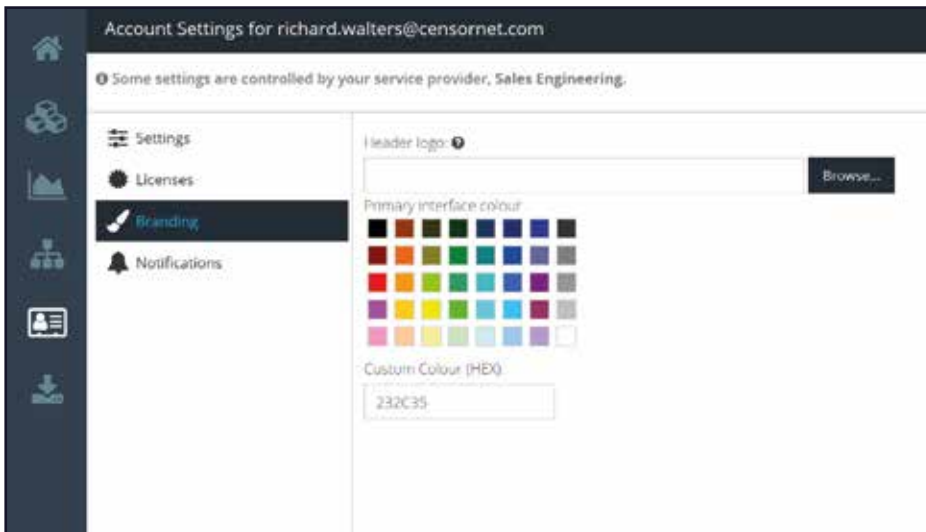 Account Settings for richard.walters@censornet.com
Some settings are controlled by your service provider, Sales Engineering.
Settings
Licenses
Branding
Notifications
Header logo:
Browse...
Primary interface colour
Custom Colour (HEX)
232C35